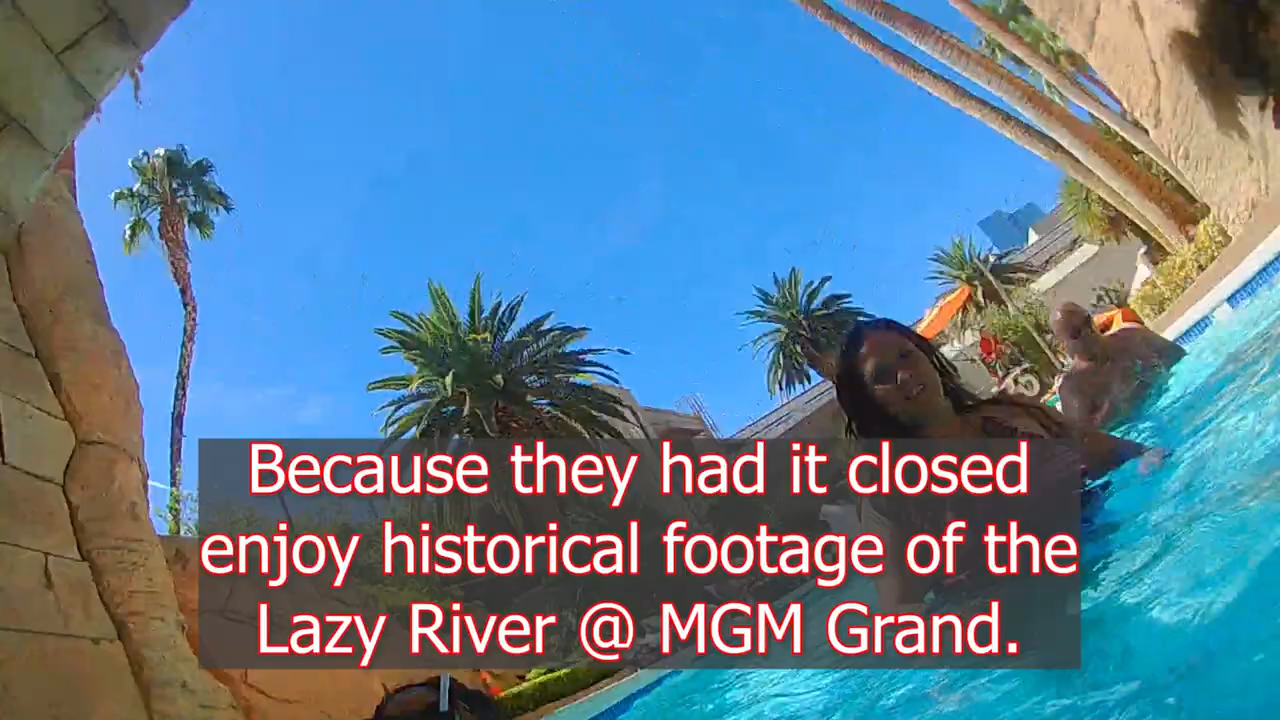 Because they had it closed
enjoy historical footage of the
Lazy River @ MGM Grand.